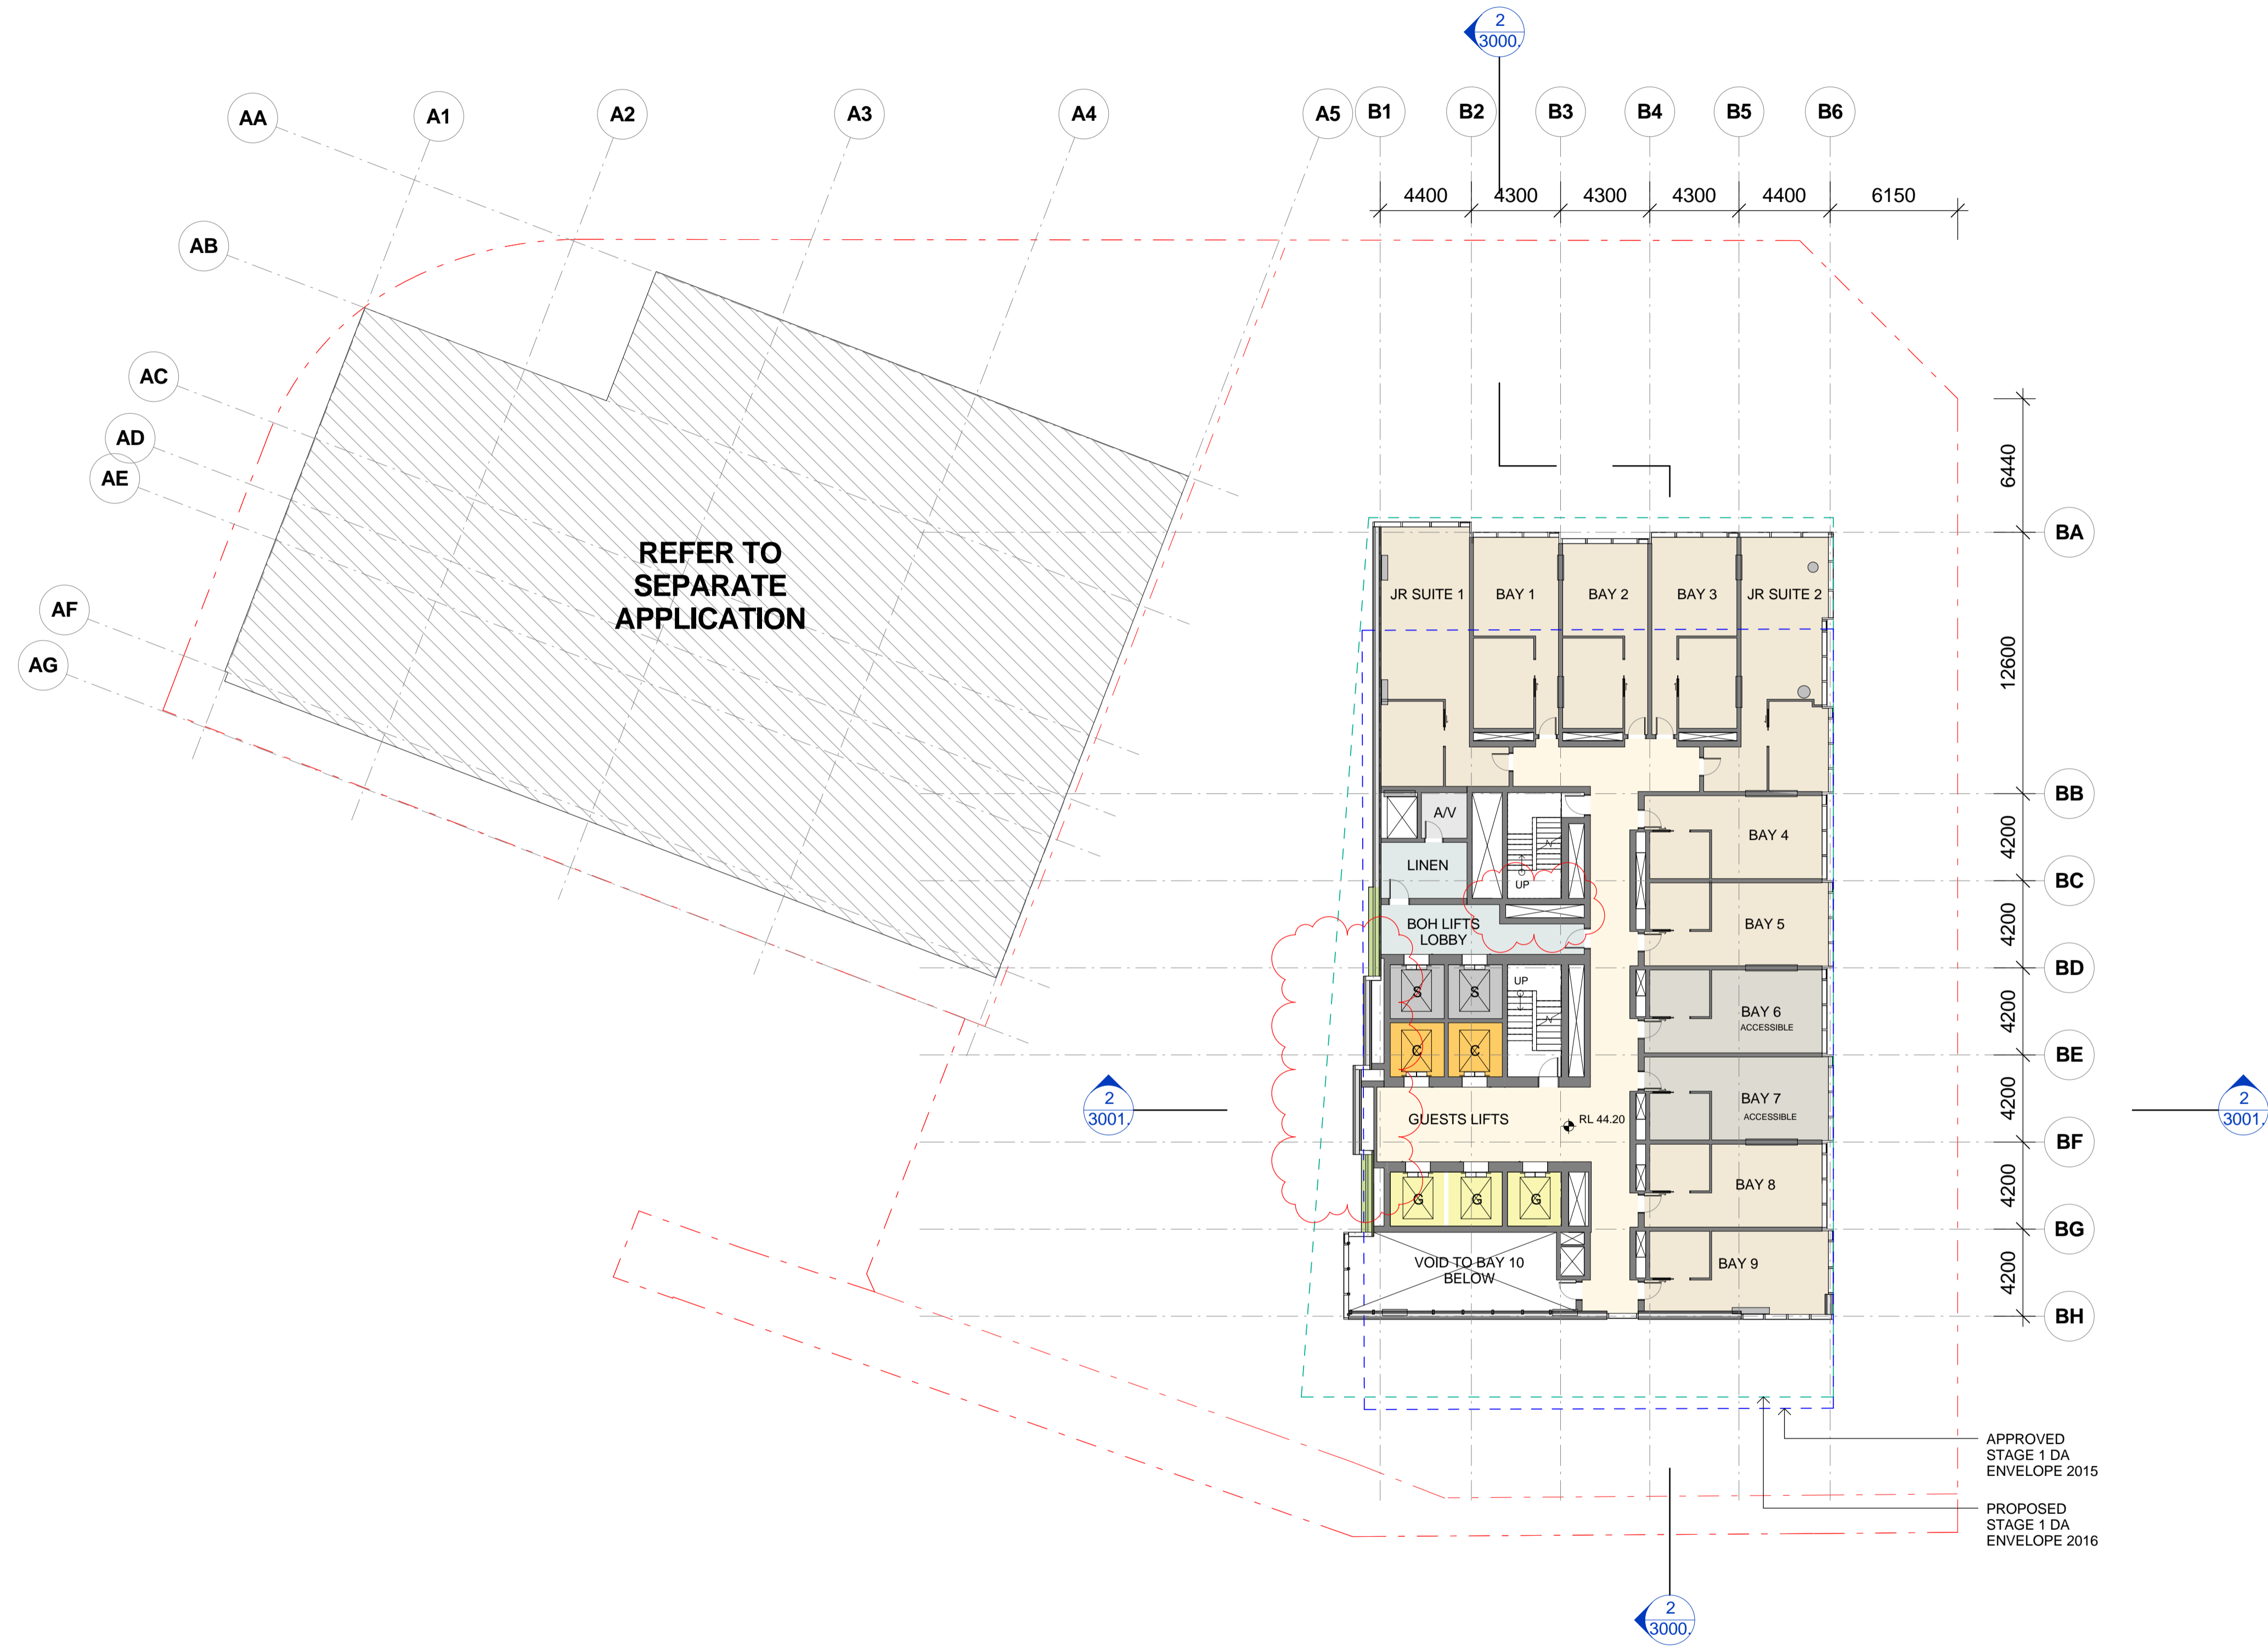 2
3000.
AA
A1
A2
A3
A4
A5
B1
B2
B3
B4
B5
B6
4400
4300
4300
4300
4400
6150
AB
AC
AD
AE
AF
AG
REFER TO
SEPARATE
APPLICATION
6440
BA
JR SUITE 1
BAY 1
BAY 2
BAY 3
JR SUITE 2
12600
BB
A/V
BAY 4
4200
LINEN
UP
BC
BOH LIFTS
LOBBY
BAY 5
4200
BD
S
S
UP
BAY 6
ACCESSIBLE
4200
C
C
BE
2
3001.
GUESTS LIFTS
RL 44.20
BAY 7
ACCESSIBLE
4200
2
3001.
BF
G
G
G
BAY 8
4200
BG
VOID TO BAY 10
BELOW
BAY 9
4200
BH
APPROVED
STAGE 1 DA
ENVELOPE 2015
PROPOSED
STAGE 1 DA
ENVELOPE 2016
2
3000.